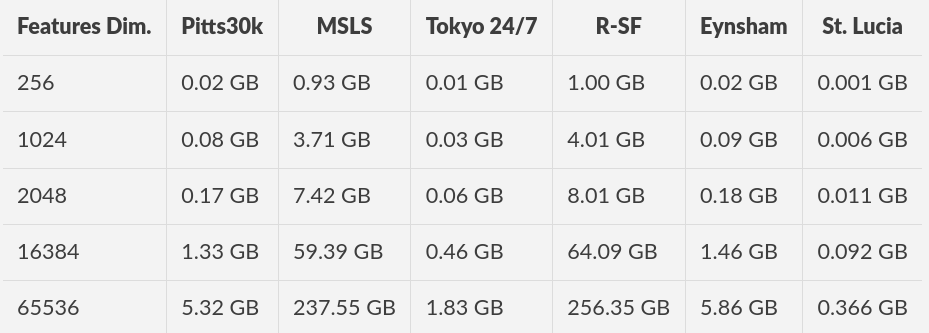 Features Dim. Pitts30k MSLS Tokyo 24/7 R-SF Eynsham St. Lucia
256 0.02 GB 0.93 GB 0.01 GB 1.00 GB 0.02 GB 0.001 GB
1024 0.08 GB 3.71 GB 0.03 GB 4.01 GB 0.09 GB 0.006 GB
2048 0.17 GB 7.42 GB 0.06 GB 8.01 GB 0.18 GB 0.011 GB
16384 1.33 GB 59.39 GB 0.46 GB 64.09 GB 1.46 GB 0.092 GB
65536 5.32 GB 237.55 GB 1.83 GB 256.35 GB 5.86 GB 0.366 GB